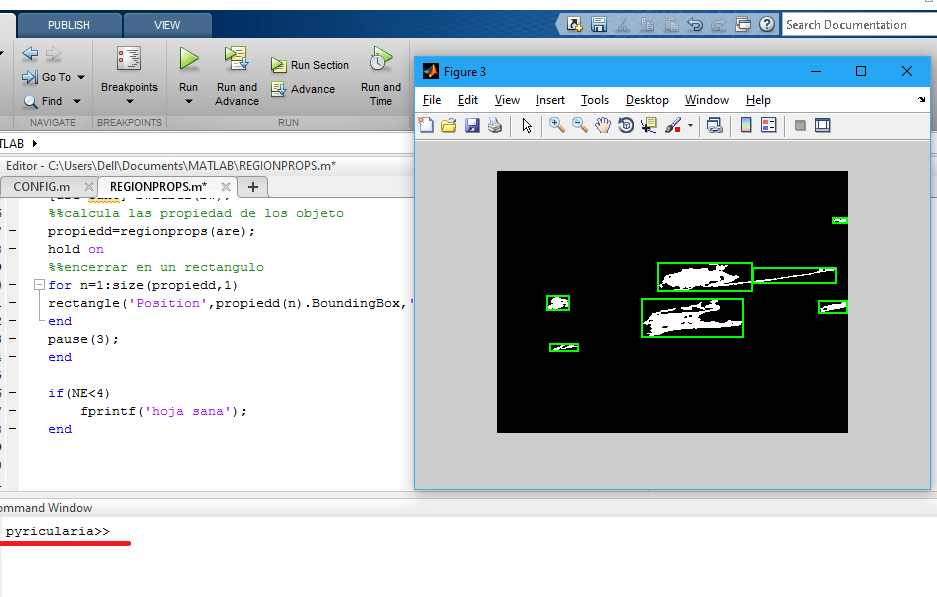 PUBLISH VIEW
Search Documentation
Go To
Find
Breakpoints
Run
Run and Advance
Run Section
Advance
Run and Time
NAVIGATE BREAKPOINTS RUN
TLAB
Editor - C:\Users\Dell\Documents\MATLAB\REGIONPROPS.m*
CONFIG.m REGIONPROPS.m*
%%calcula las propiedad de los objeto
propiedd=regionprops(are);
hold on
%%encerrar en un rectangulo
for n=1:size(propiedd,1)
rectangle('Position',propiedd(n).BoundingBox,'
end
pause(3);
end
if(NE<4)
fprintf('hoja sana');
end
ommand Window
pyricularia>>
Figure 3
File Edit View Insert Tools Desktop Window Help